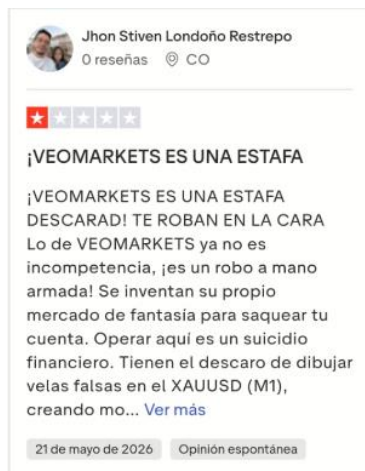 Jhon Stiven Londoño Restrepo
0 reseñas CO
¡VEOMARKETS ES UNA ESTAFA
¡VEOMARKETS ES UNA ESTAFA
DESCARAD! TE ROBAN EN LA CARA
Lo de VEOMARKETS ya no es
incompetencia, ¡es un robo a mano
armada! Se inventan su propio
mercado de fantasía para saquear tu
cuenta. Operar aquí es un suicidio
financiero. Tienen el descaro de dibujar
velas falsas en el XAUUSD (M1),
creando mo... Ver más
21 de mayo de 2026 Opinión espontánea